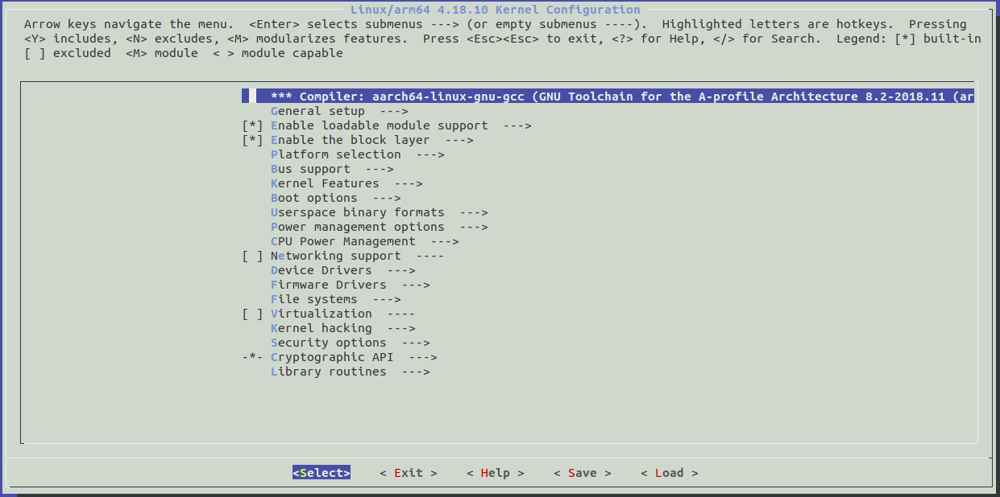 Linux/arm64 4.18.10 Kernel Configuration
Arrow keys navigate the menu.  <Enter> selects submenus ---> (or empty submenus ----).  Highlighted letters are hotkeys.  Pressing
<Y> includes, <N> excludes, <M> modularizes features.  Press <Esc><Esc> to exit, <?> for Help, </> for Search.  Legend: [*] built-in
[ ] excluded  <M> module  < > module capable
*** Compiler: aarch64-linux-gnu-gcc (GNU Toolchain for the A-profile Architecture 8.2-2018.11 (ar
General setup  --->
[*] Enable loadable module support  --->
[*] Enable the block layer  --->
Platform selection  --->
Bus support  --->
Kernel Features  --->
Boot options  --->
Userspace binary formats  --->
Power management options  --->
CPU Power Management  --->
[ ] Networking support  ----
Device Drivers  --->
Firmware Drivers  --->
File systems  --->
[ ] Virtualization  ----
Kernel hacking  --->
Security options  --->
-*- Cryptographic API  --->
Library routines  --->
<Select>    < Exit >    < Help >    < Save >    < Load >